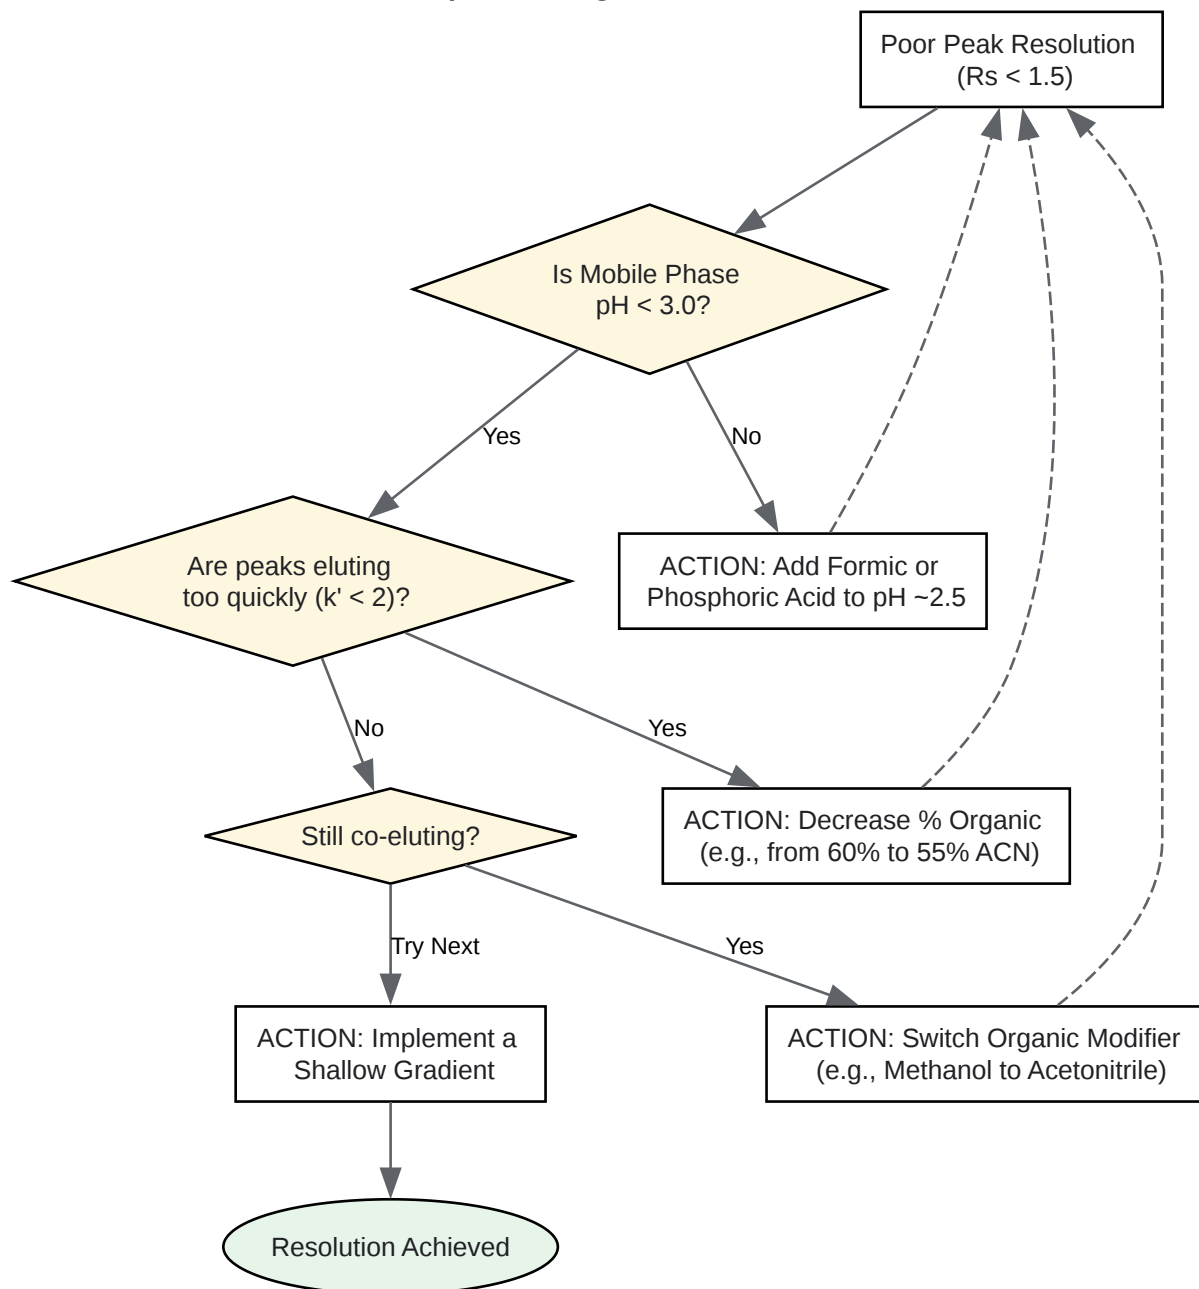 Poor Peak Resolution
(Rs < 1.5)
Is Mobile Phase
pH < 3.0?
Yes
No
Are peaks eluting
too quickly (k' < 2)?
ACTION: Add Formic or
Phosphoric Acid to pH ~2.5
No
Yes
Still co-eluting?
ACTION: Decrease % Organic
(e.g., from 60% to 55% ACN)
Try Next
Yes
ACTION: Implement a
Shallow Gradient
ACTION: Switch Organic Modifier
(e.g., Methanol to Acetonitrile)
Resolution Achieved